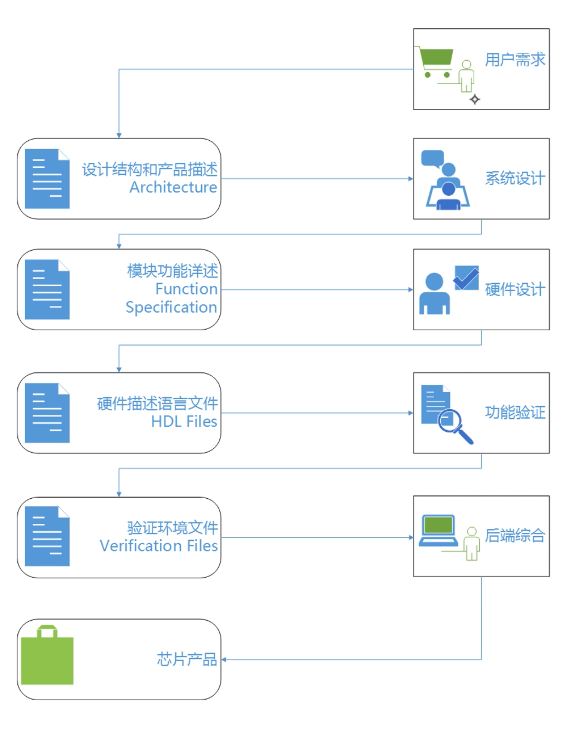 用户需求
设计结构和产品描述
Architecture
系统设计
模块功能详述
Function
Specification
硬件设计
硬件描述语言文件
HDL Files
功能验证
验证环境文件
Verification Files
后端综合
芯片产品